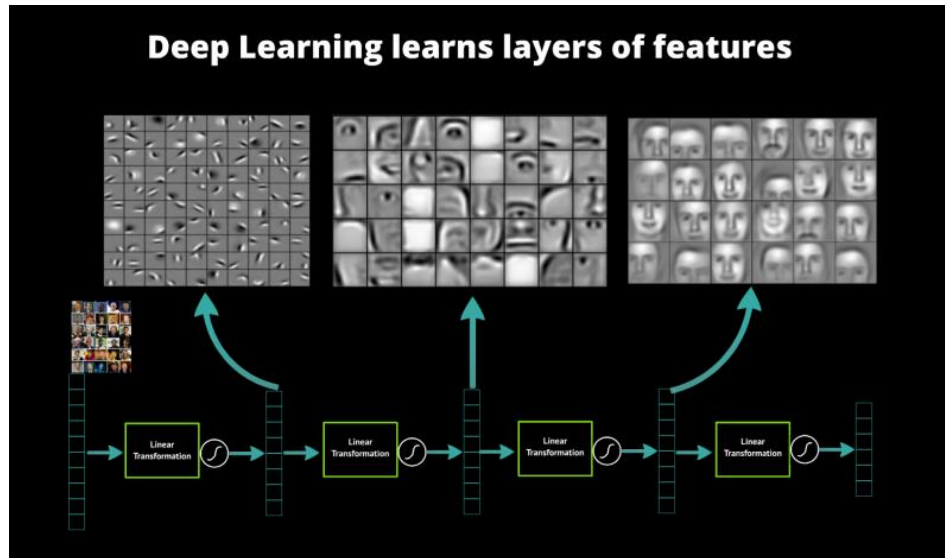 Deep Learning learns layers of features
Linear
Transformation
Linear
Transformation
Linear
Transformation
Linear
Transformation